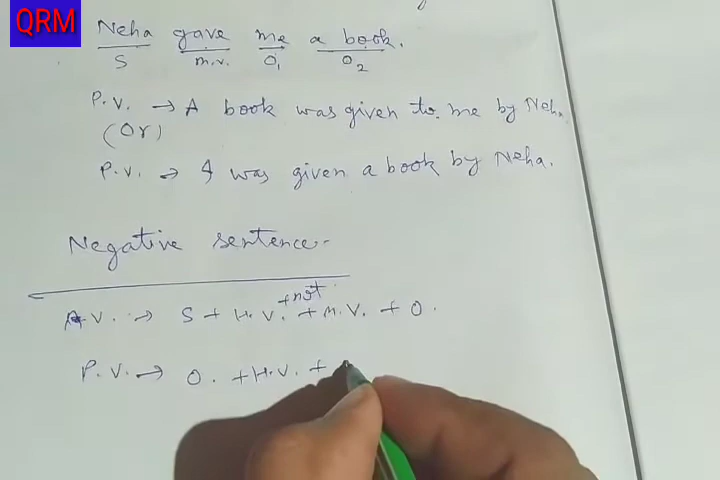 QRM
Neha gave me a book.
S m.v. O1 O2
P.V. → A book was given to me by Neha
(Or)
P.V. → I was given a book by Neha.
Negative sentence-
A.V. → S + H.V. + not + M.V. + O.
P.V. → O. + H.V. +